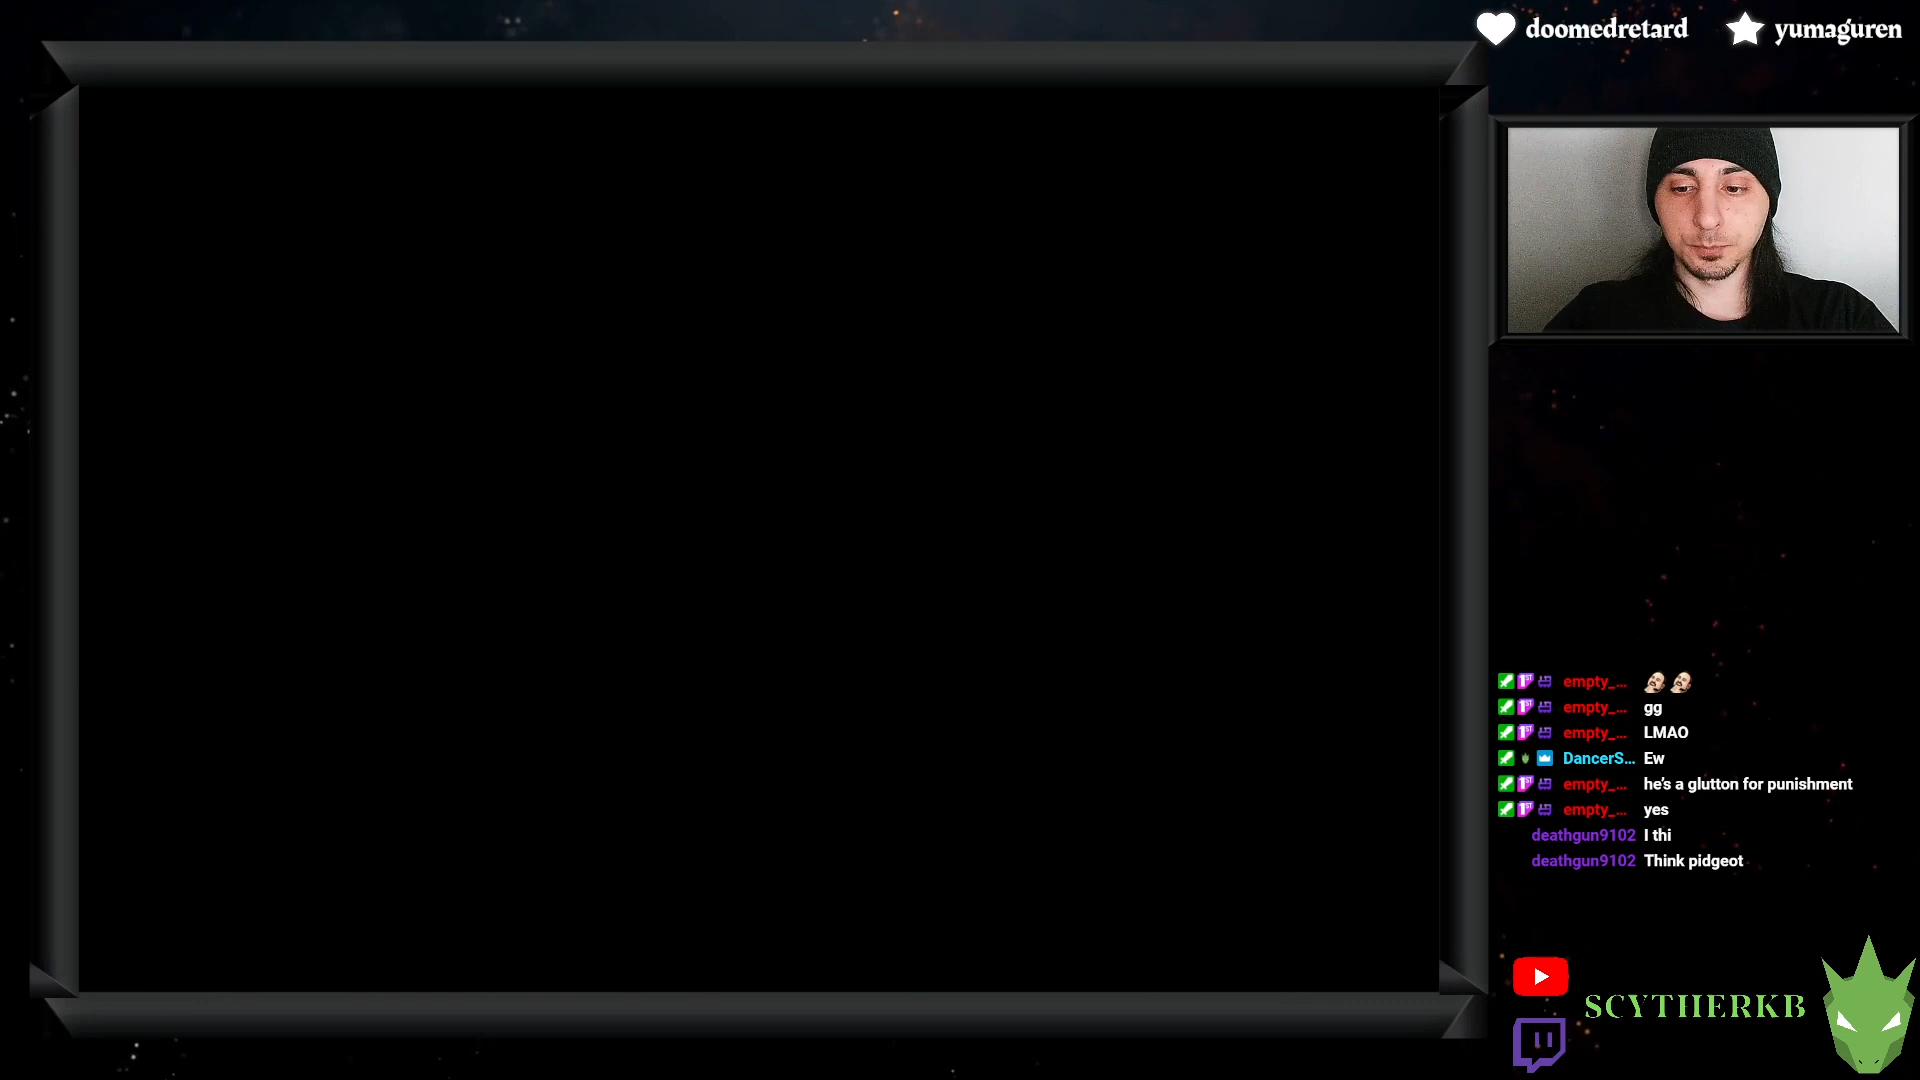 doomedretard yumaguren
empty_...
empty_... gg
empty_... LMAO
DancerS... Ew
empty_... he's a glutton for punishment
empty_... yes
deathgun9102 I thi
deathgun9102 Think pidgeot
SCYTHERKB